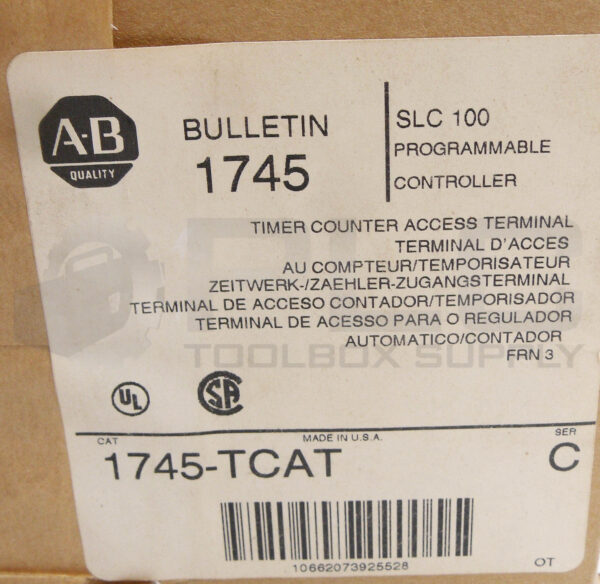 A-B
QUALITY
BULLETIN
1745
SLC 100
PROGRAMMABLE
CONTROLLER
TIMER COUNTER ACCESS TERMINAL
TERMINAL D'ACCES
AU COMPTEUR/TEMPORISATEUR
ZEITWERK-/ZAEHLER-ZUGANGSTERMINAL
TERMINAL DE ACCESO CONTADOR/TEMPORISADOR
TERMINAL DE ACESSO PARA O REGULADOR
AUTOMATICO/CONTADOR
FRN 3
TOOLBOX SUPPLY
UL
SA
CAT
MADE IN U.S.A.
SER
1745-TCAT
C
10662073925528
OT